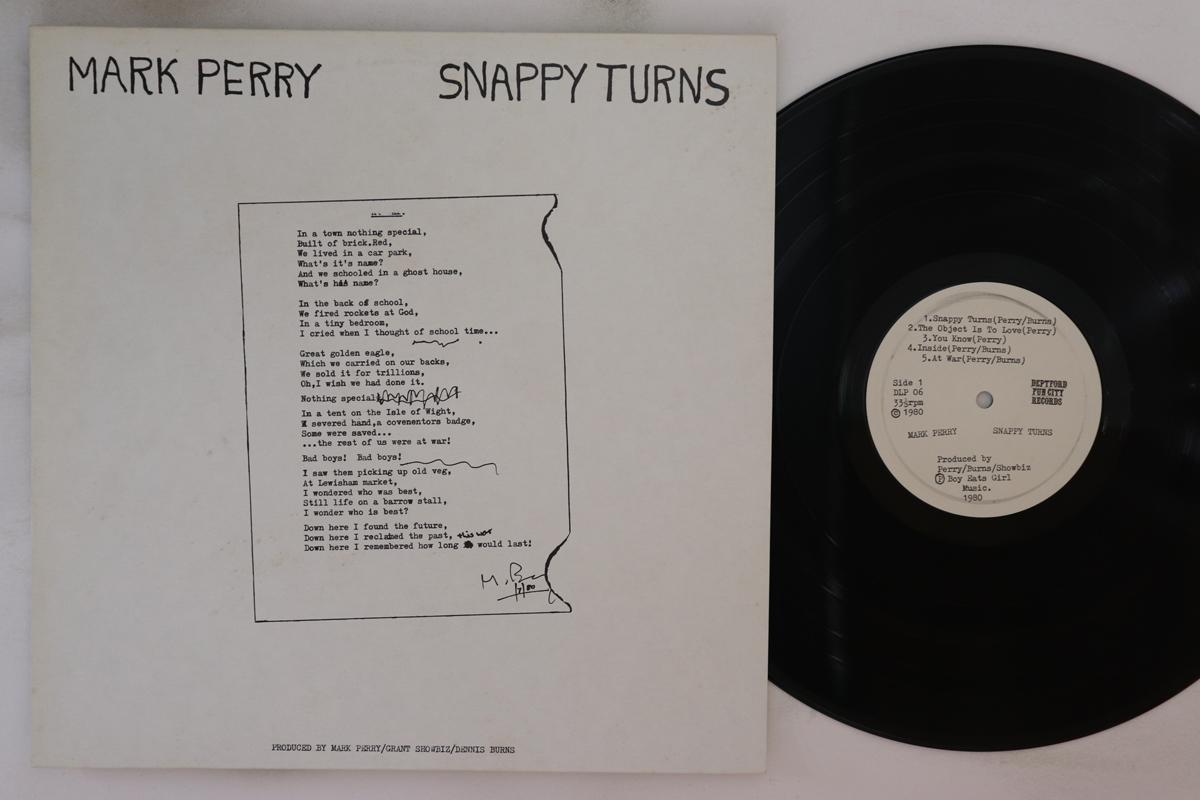 MARK PERRY SNAPPY TURNS
In a town nothing special,
Built of brick.Red,
We lived in a car park,
What's it's name?
And we schooled in a ghost house,
What's his name?
In the back of school,
We fired rockets at God,
In a tiny bedroom,
I cried when I thought of school time...
Great golden eagle,
Which we carried on our backs,
We sold it for trillions,
Oh,I wish we had done it.
Nothing special
In a tent on the Isle of Wight,
A severed hand,a covenentors badge,
Some were saved...
...the rest of us were at war!
Bad boys! Bad boys!
I saw them picking up old veg,
At Lewisham market,
I wondered who was best,
Still life on a barrow stall,
I wonder who is best?
Down here I found the future,
Down here I reclaimed the past, this war
Down here I remembered how long would last!
PRODUCED BY MARK PERRY/GRANT SHOWBIZ/DENNIS BURNS
1.Snappy Turns(Perry/Burns)
2.The Object Is To Love(Perry)
3.You Know(Perry)
4.Inside(Perry/Burns)
5.At War(Perry/Burns)
Side 1
DLP 06
33⅓rpm
© 1980
DEPTFORD
FUN CITY
RECORDS
MARK PERRY SNAPPY TURNS
Produced by
Perry/Burns/Showbiz
Ⓟ Boy Eats Girl
Music.
1980